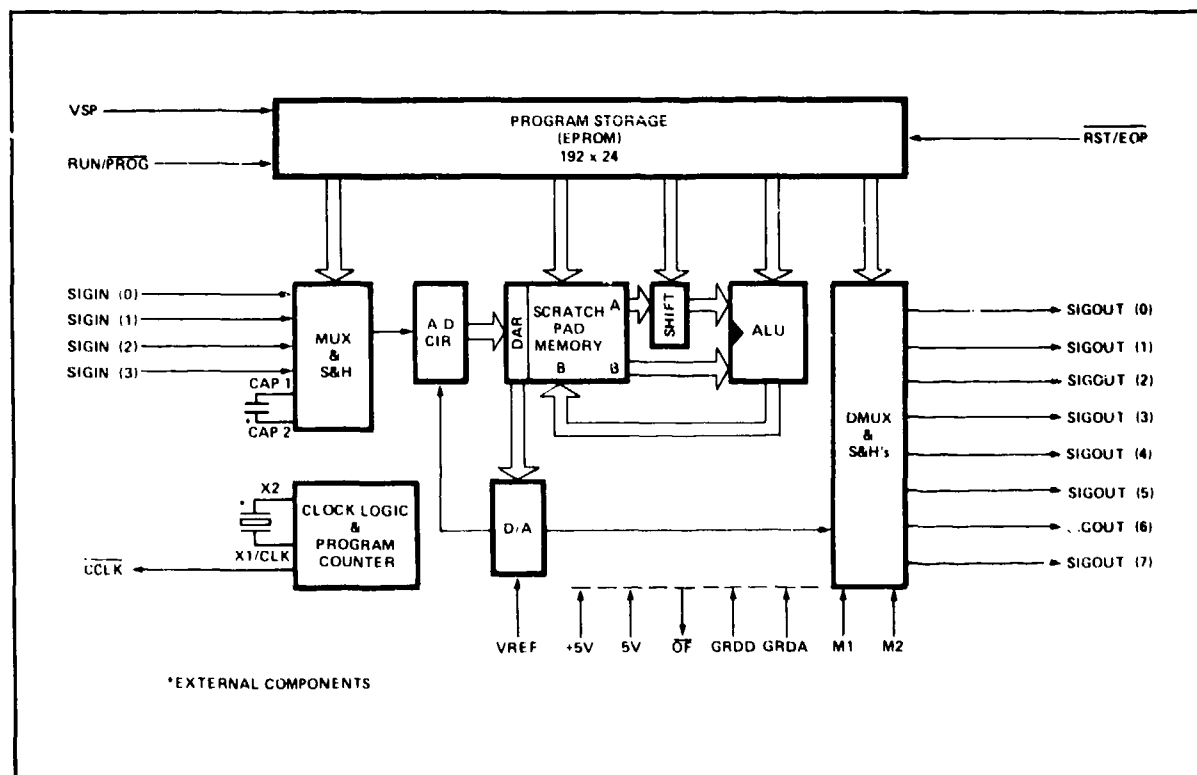 VSP
RUN/PROG
PROGRAM STORAGE
(EPROM)
192 x 24
RST/EOP
SIGIN (0)
SIGIN (1)
SIGIN (2)
SIGIN (3)
CAP 1
*
CAP 2
MUX
&
S&H
A D
CIR
DAR
SCRATCH
PAD
MEMORY
A
B
B
SHIFT
ALU
DMUX
&
S&H's
SIGOUT (0)
SIGOUT (1)
SIGOUT (2)
SIGOUT (3)
SIGOUT (4)
SIGOUT (5)
GOUT (6)
SIGOUT (7)
X2
*
X1/CLK
CCLK
CLOCK LOGIC
&
PROGRAM
COUNTER
D/A
VREF
+5V
5V
OF
GRDD
GRDA
M1
M2
*EXTERNAL COMPONENTS